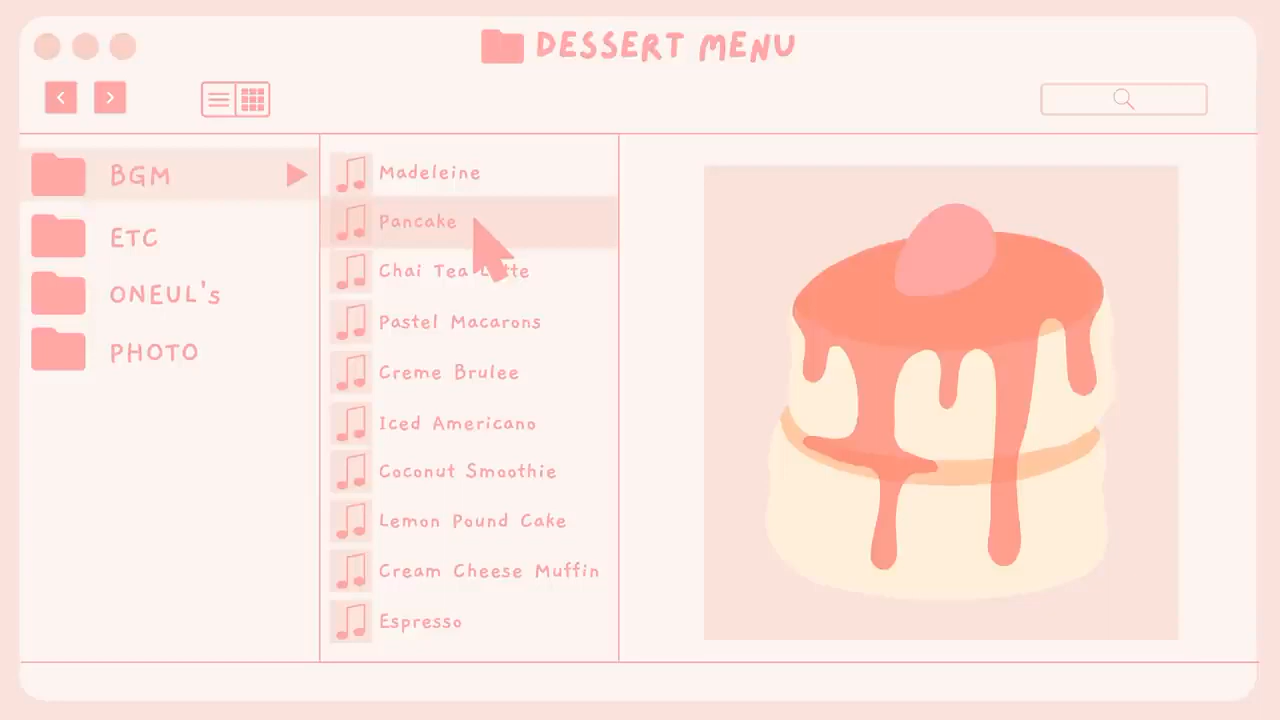 DESSERT MENU
BGM
ETC
ONEUL's
PHOTO
Madeleine
Pancake
Chai Tea Latte
Pastel Macarons
Creme Brulee
Iced Americano
Coconut Smoothie
Lemon Pound Cake
Cream Cheese Muffin
Espresso